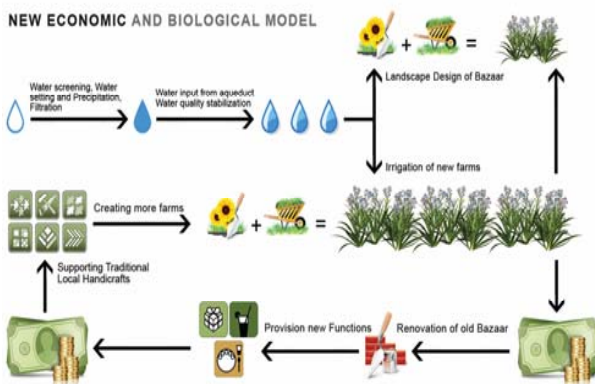 NEW ECONOMIC AND BIOLOGICAL MODEL
Water screening, Water
setting and Precipitation,
Filtration
Water input from aqueduct
Water quality stabilization
+ =
Landscape Design of Bazaar
Irrigation of new farms
Creating more farms
+ =
Supporting Traditional
Local Handicrafts
Provision new Functions
Renovation of old Bazaar